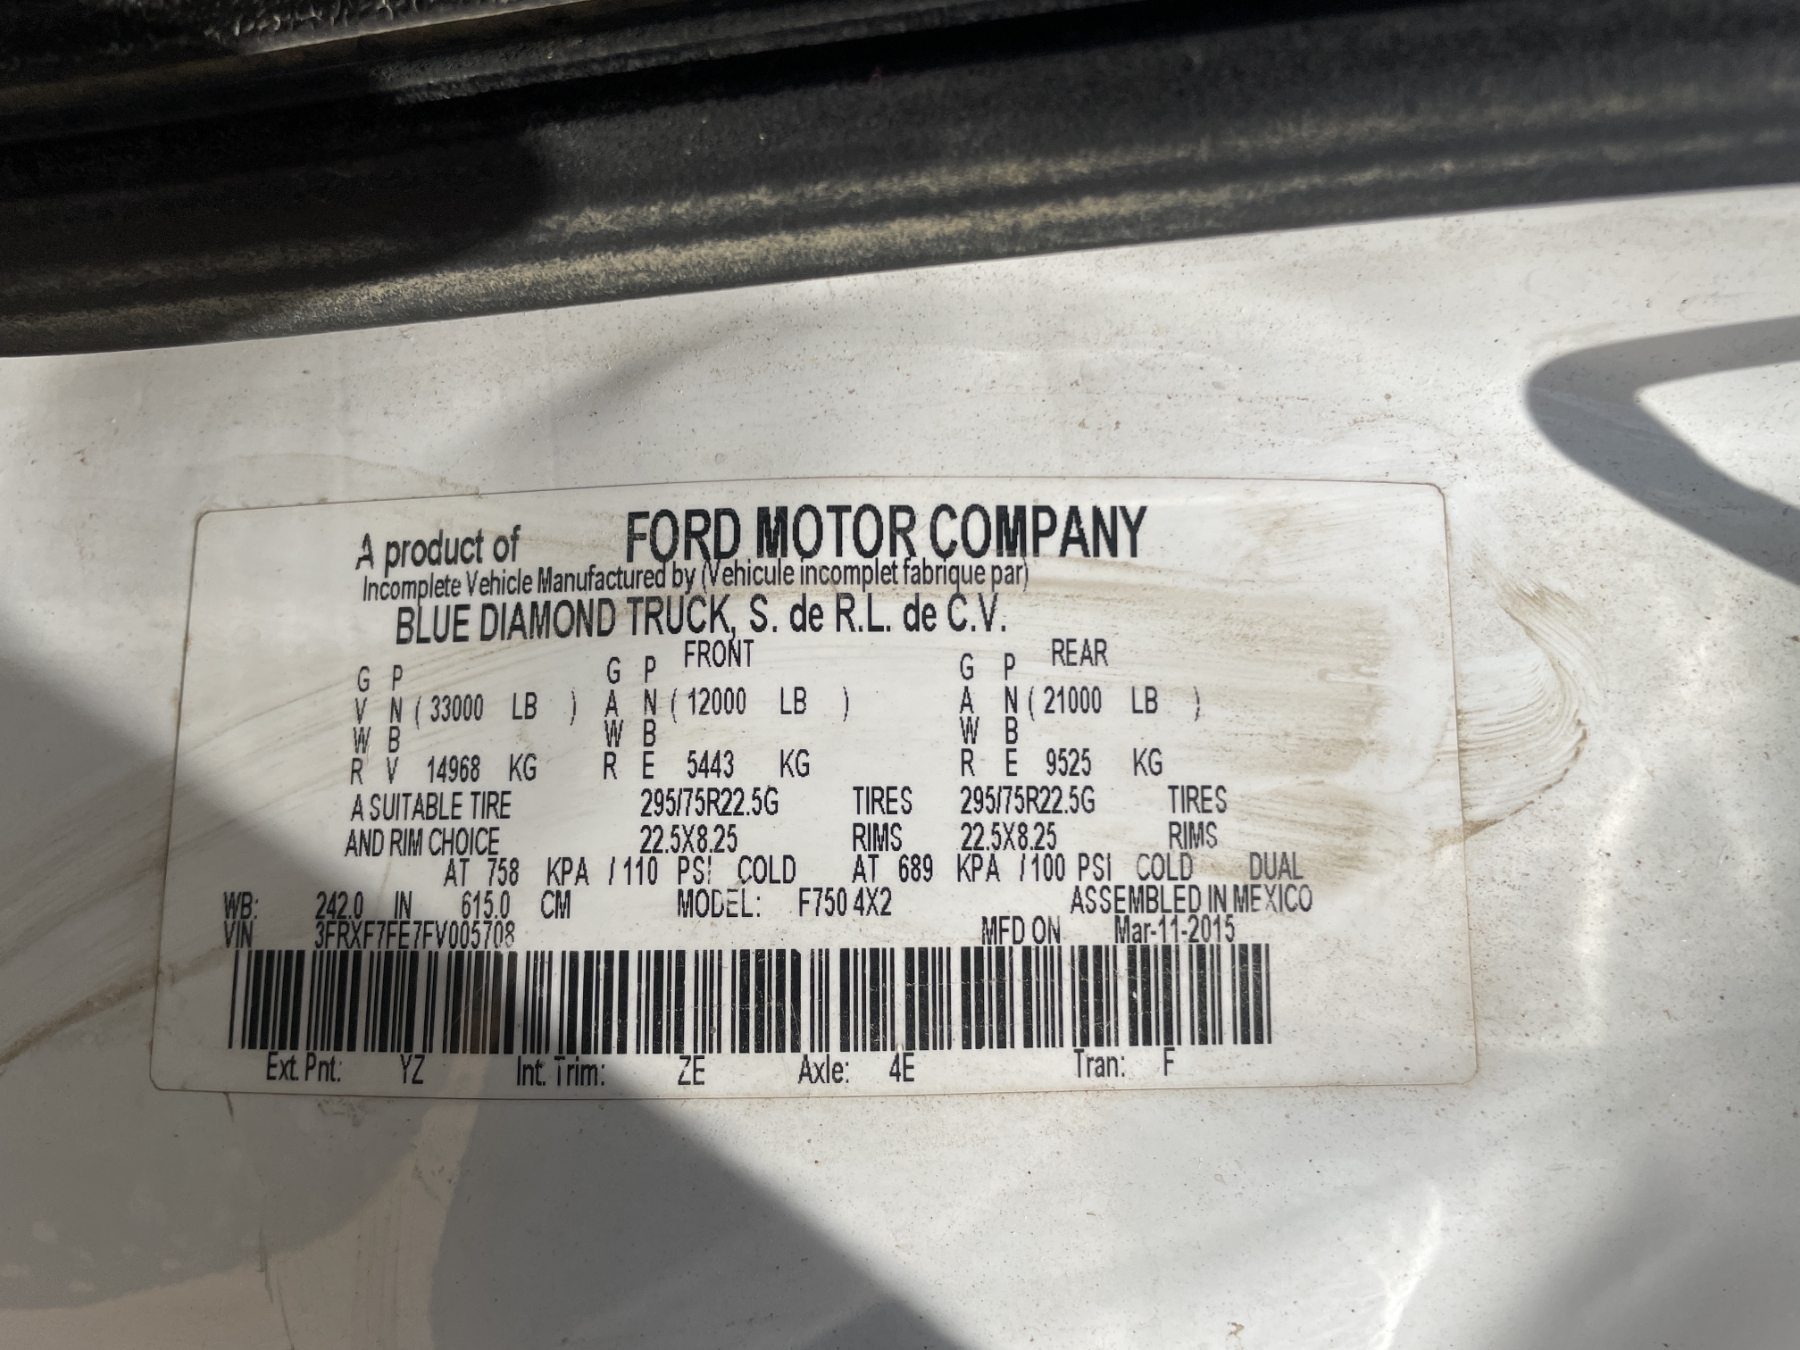 A product of FORD MOTOR COMPANY
Incomplete Vehicle Manufactured by (Vehicule incomplet fabrique par)
BLUE DIAMOND TRUCK, S. de R.L. de C.V.
G P G P FRONT G P REAR
V N ( 33000 LB ) A N ( 12000 LB ) A N ( 21000 LB )
W B W B W B
R V 14968 KG R E 5443 KG R E 9525 KG
A SUITABLE TIRE 295/75R22.5G TIRES 295/75R22.5G TIRES
AND RIM CHOICE 22.5X8.25 RIMS 22.5X8.25 RIMS
AT 758 KPA / 110 PSI COLD AT 689 KPA / 100 PSI COLD DUAL
WB: 242.0 IN 615.0 CM MODEL: F750 4X2 ASSEMBLED IN MEXICO
VIN 3FRXF7FE7FV005708 MFD ON Mar-11-2015
Ext. Pnt: YZ Int. Trim: ZE Axle: 4E Tran: F